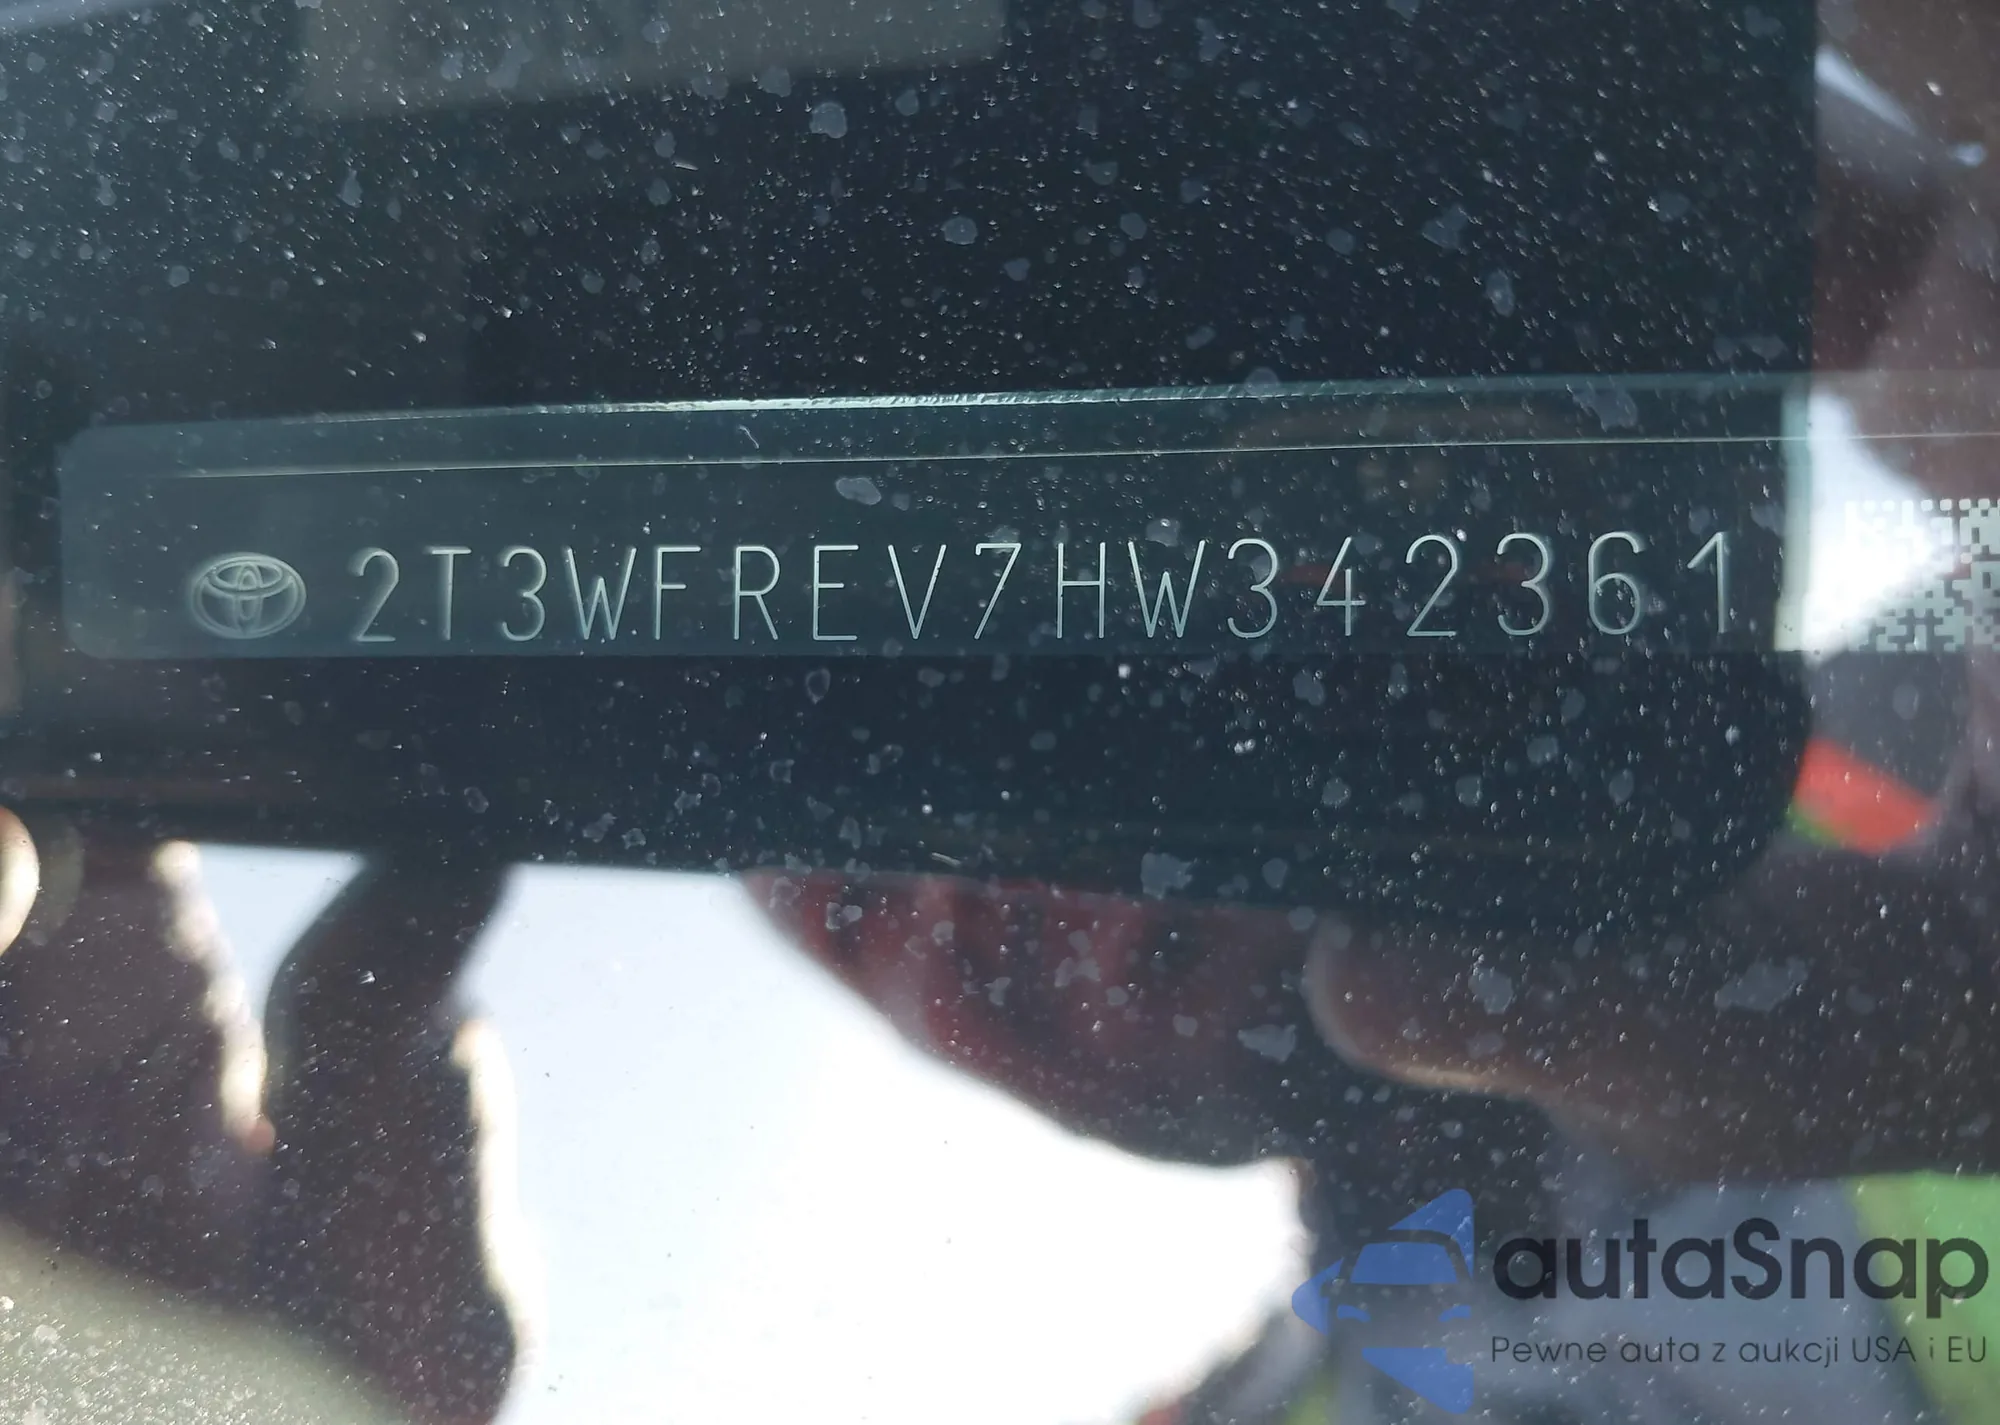 2T3WFREV7HW342361
autaSnap
Pewne auta z aukcji USA i EU